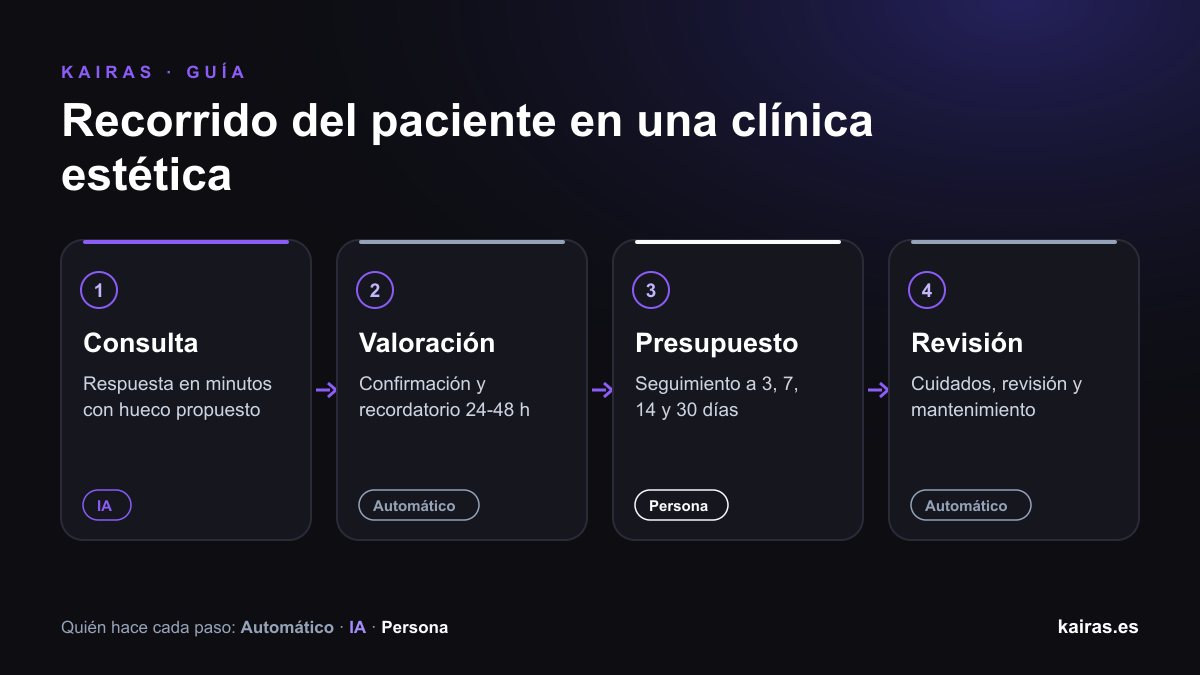 KAIRAS · GUÍA
Recorrido del paciente en una clínica
estética
1
Consulta
Respuesta en minutos
con hueco propuesto
IA
2
Valoración
Confirmación y
recordatorio 24-48 h
Automático
3
Presupuesto
Seguimiento a 3, 7,
14 y 30 días
Persona
4
Revisión
Cuidados, revisión y
mantenimiento
Automático
Quién hace cada paso: Automático · IA · Persona
kairas.es